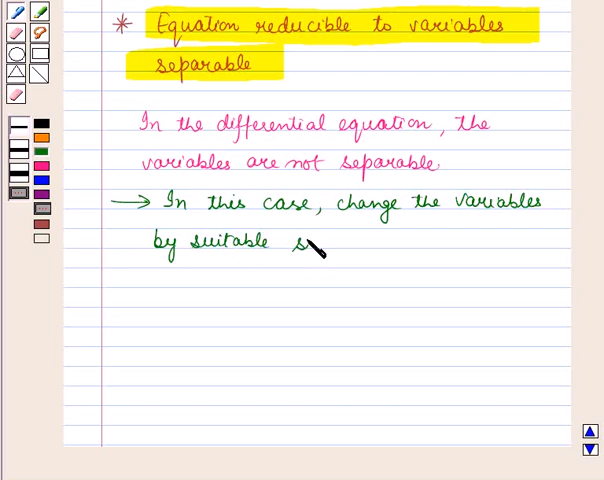 * Equation reducible to variables
separable
In the differential equation, the
variables are not separable
→ In this case, change the variables
by suitable s